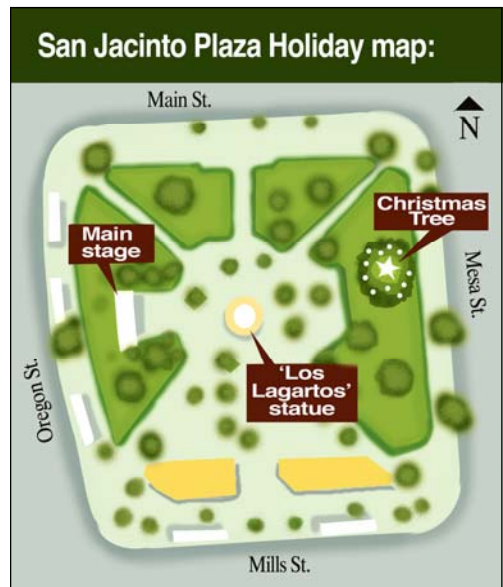 San Jacinto Plaza Holiday map:
Main St.
N
Christmas
Tree
Main
stage
Mesa St.
Oregon St.
'Los
Lagartos'
statue
Mills St.